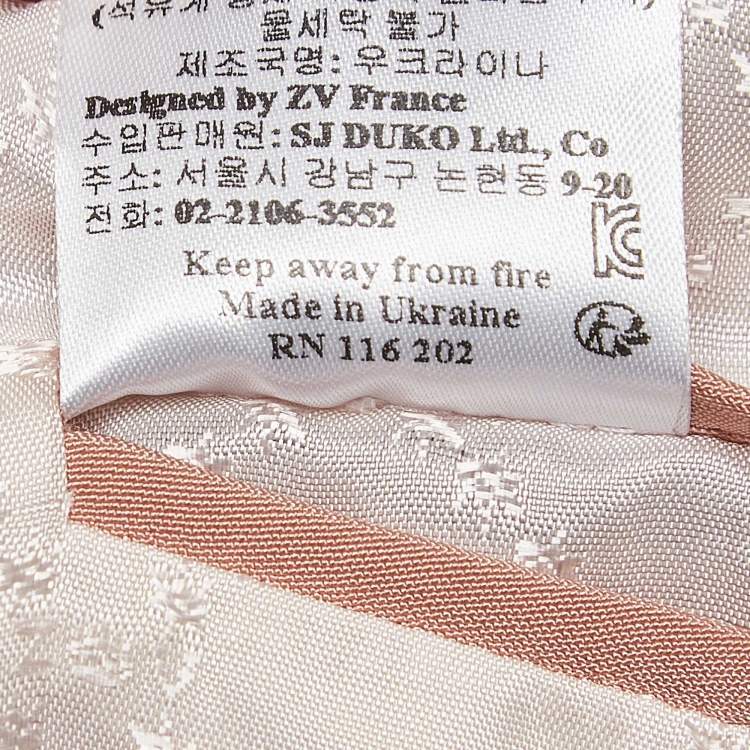 물세탁 불가
제조국명: 우크라이나
Designed by ZV France
수입판매원: SJ DUKO Ltd., Co
주소: 서울시 강남구 논현동 9-20
전화: 02-2106-3552
Keep away from fire
Made in Ukraine
RN 116 202